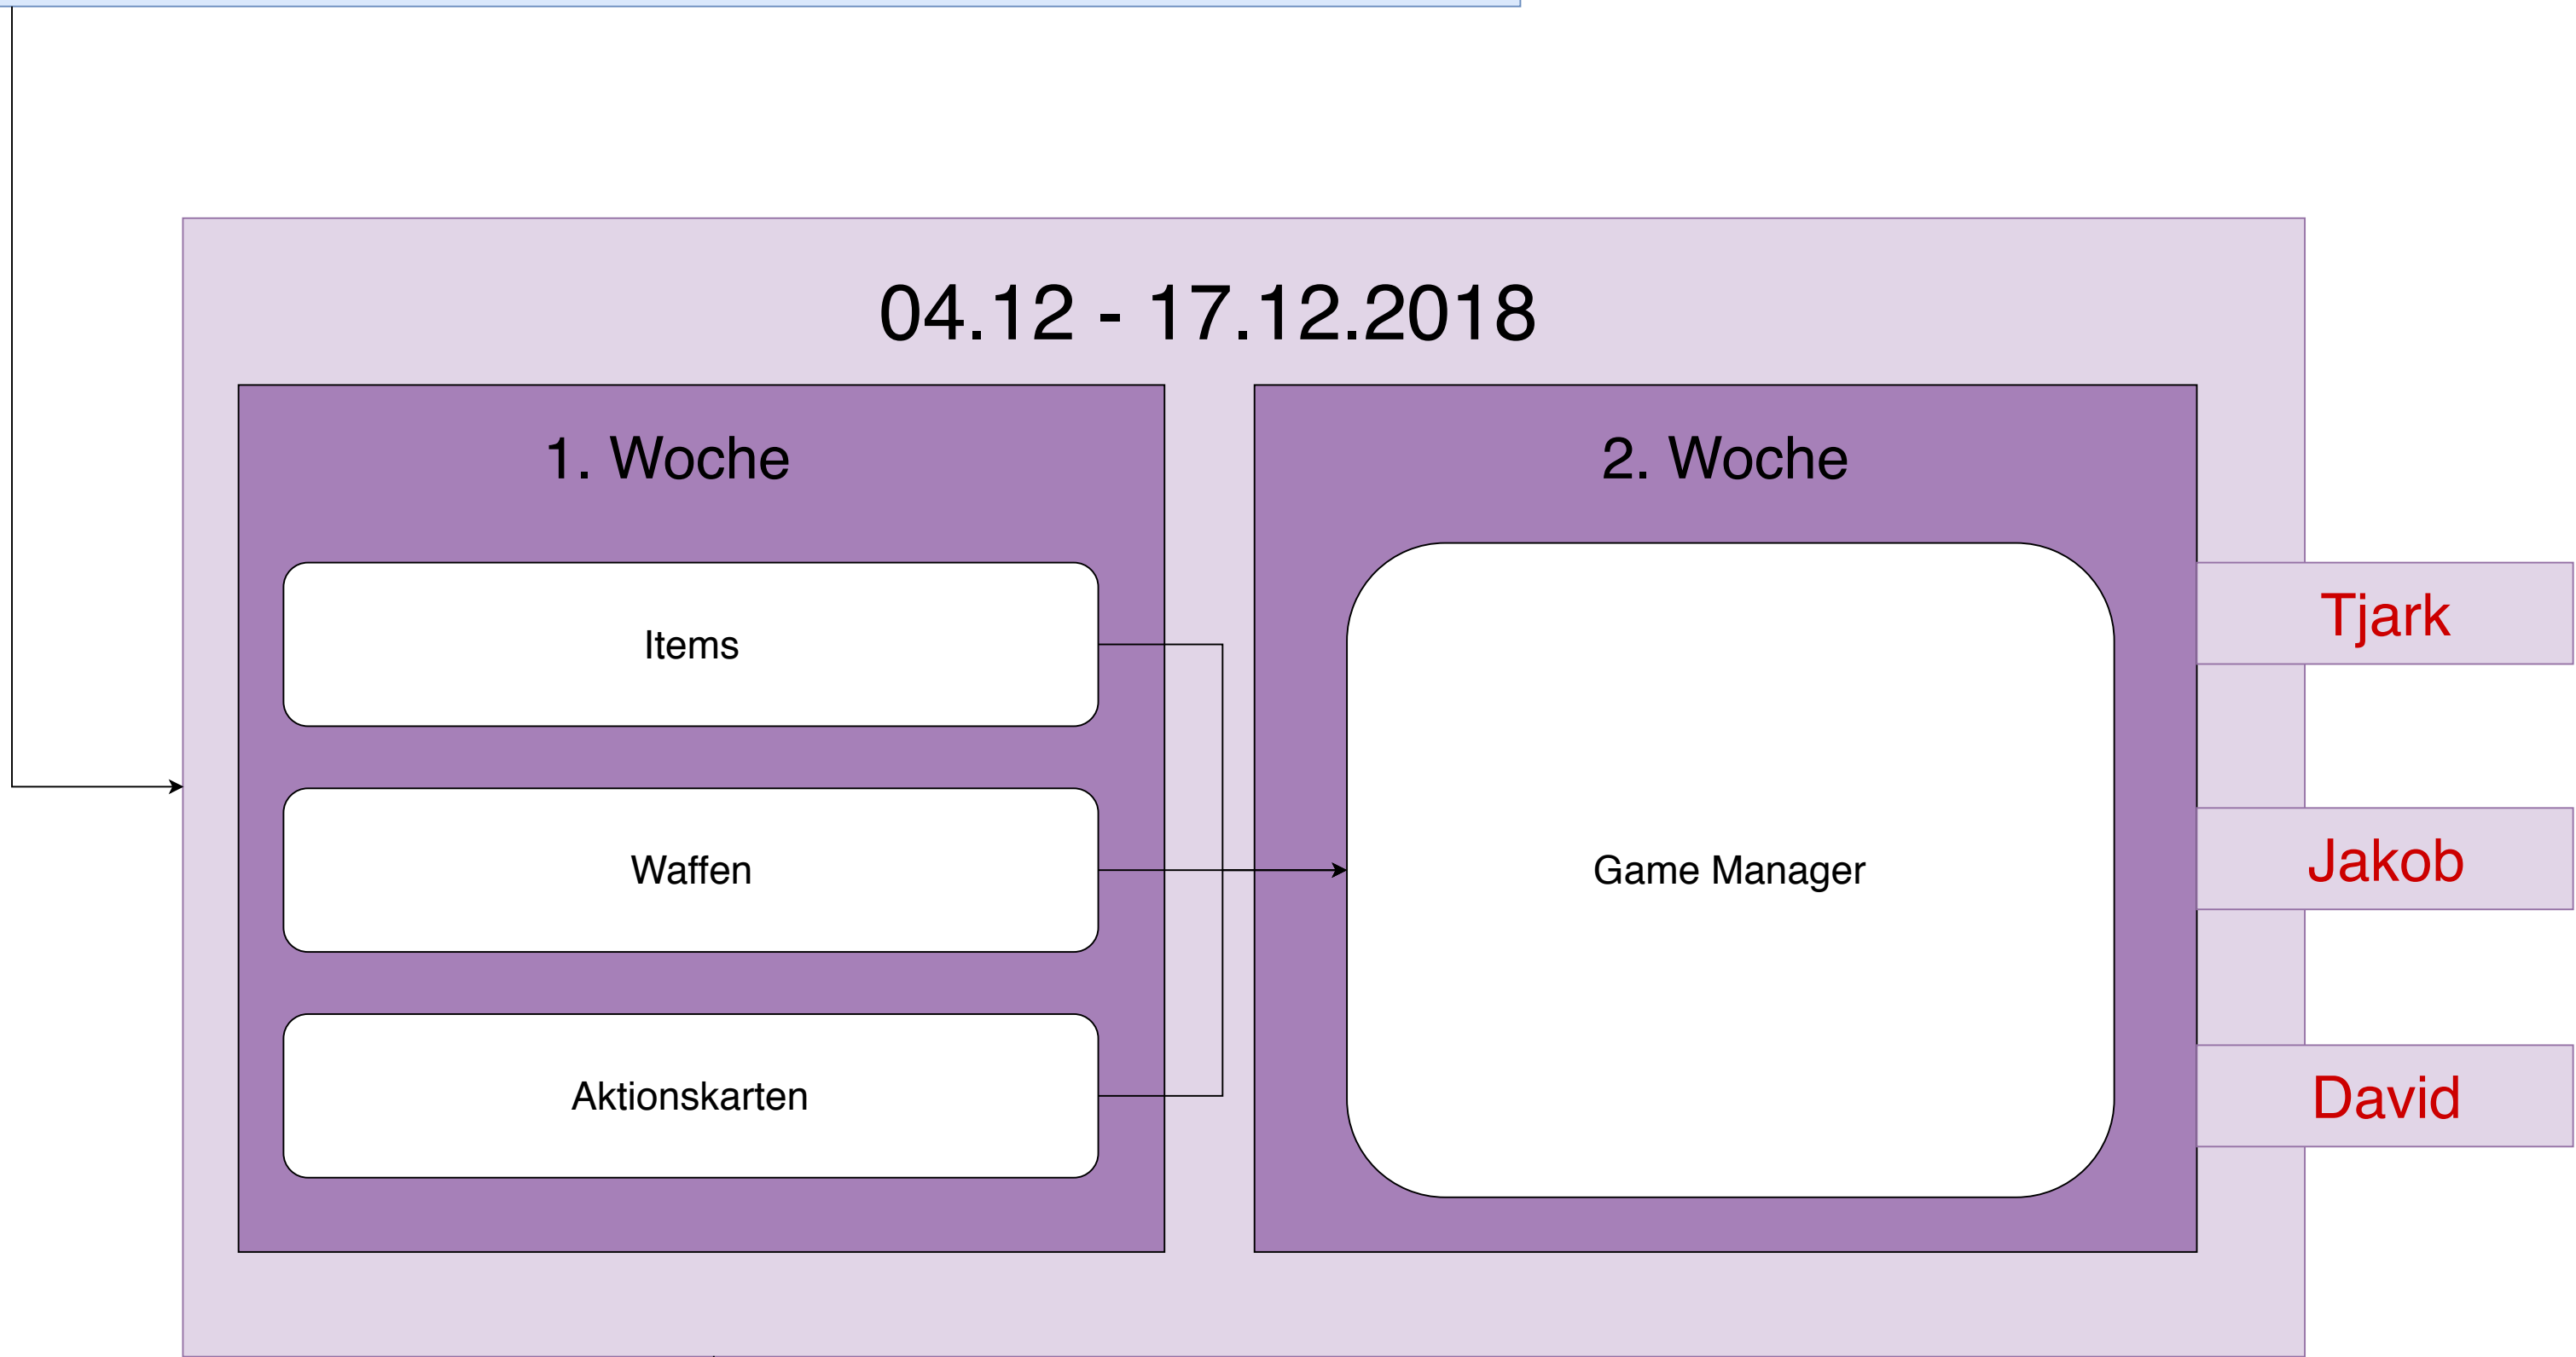 04.12 - 17.12.2018
1. Woche
Items
Waffen
Aktionskarten
2. Woche
Game Manager
Tjark
Jakob
David